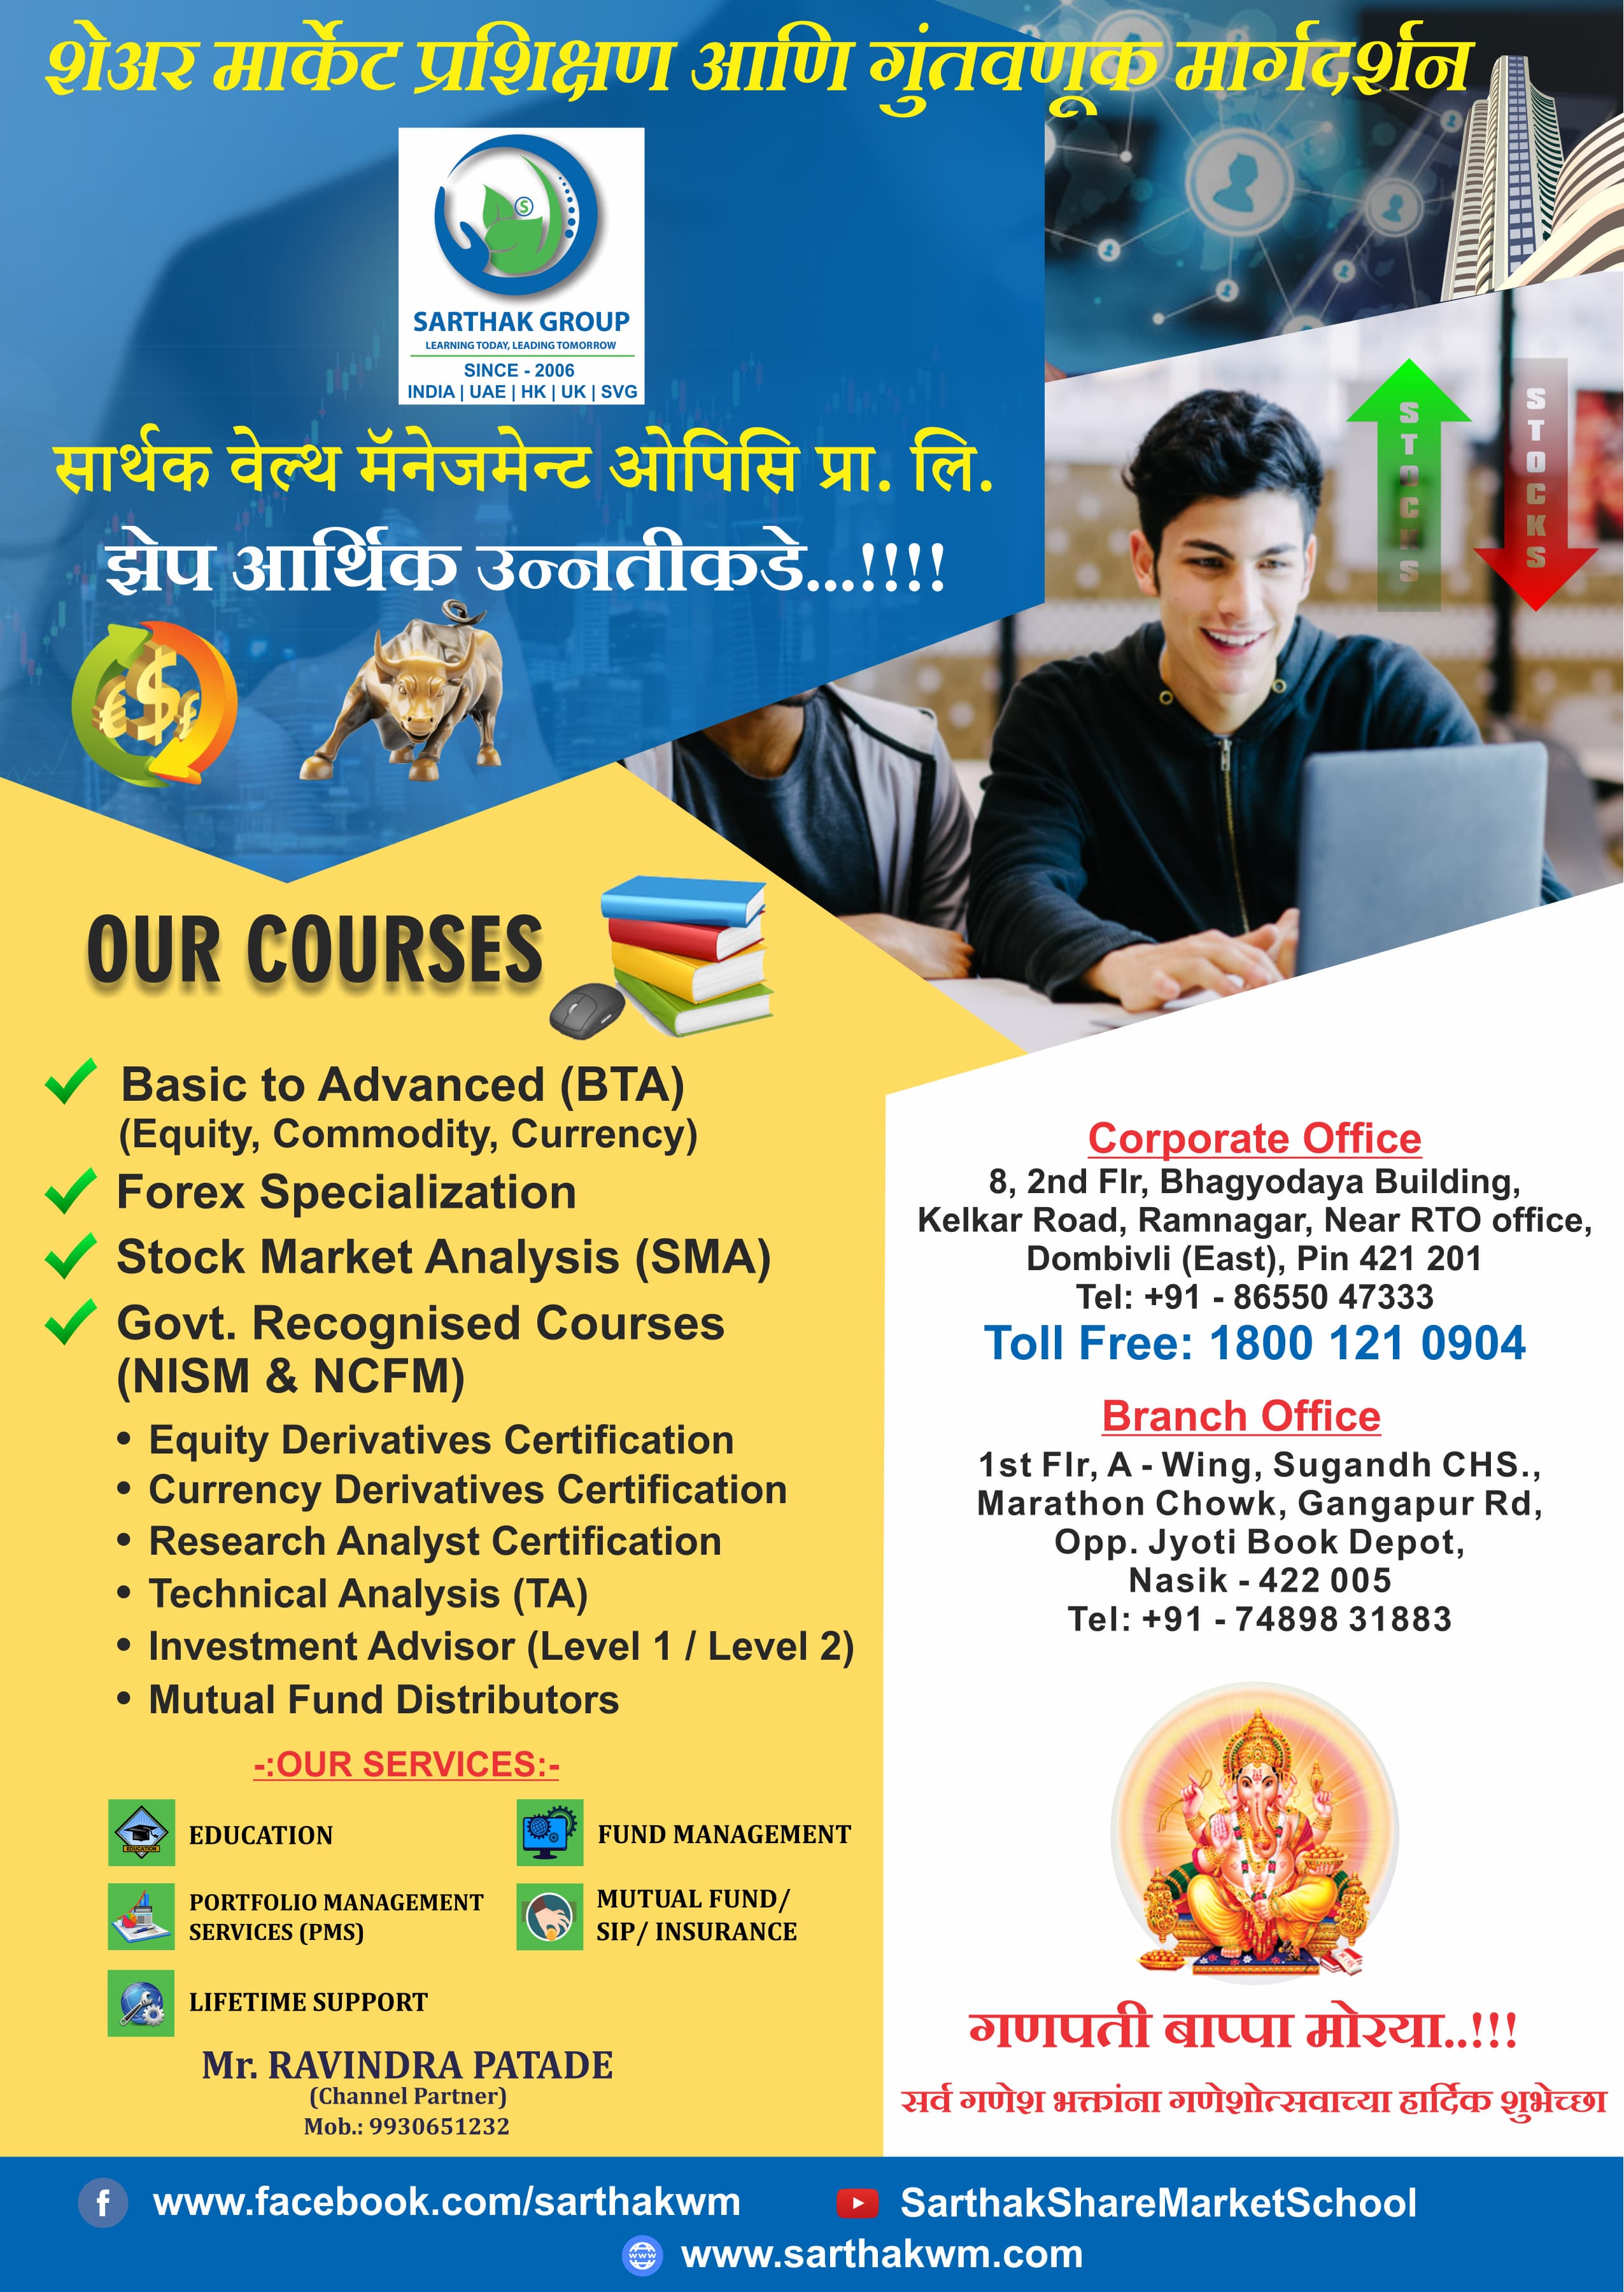 शेअर मार्केट प्रशिक्षण आणि गुंतवणूक मार्गदर्शन
S
SARTHAK GROUP
LEARNING TODAY, LEADING TOMORROW
SINCE - 2006
INDIA | UAE | HK | UK | SVG
सार्थक वेल्थ मॅनेजमेन्ट ओपिसि प्रा. लि.
झेप आर्थिक उन्नतीकडे...!!!!
STOCKS
STOCKS
OUR COURSES
Basic to Advanced (BTA)
(Equity, Commodity, Currency)
Forex Specialization
Stock Market Analysis (SMA)
Govt. Recognised Courses
(NISM & NCFM)
• Equity Derivatives Certification
• Currency Derivatives Certification
• Research Analyst Certification
• Technical Analysis (TA)
• Investment Advisor (Level 1 / Level 2)
• Mutual Fund Distributors
-:OUR SERVICES:-
EDUCATION
EDUCATION
FUND MANAGEMENT
PORTFOLIO MANAGEMENT
SERVICES (PMS)
MUTUAL FUND/
SIP/ INSURANCE
LIFETIME SUPPORT
Mr. RAVINDRA PATADE
(Channel Partner)
Mob.: 9930651232
Corporate Office
8, 2nd Flr, Bhagyodaya Building,
Kelkar Road, Ramnagar, Near RTO office,
Dombivli (East), Pin 421 201
Tel: +91 - 86550 47333
Toll Free: 1800 121 0904
Branch Office
1st Flr, A - Wing, Sugandh CHS.,
Marathon Chowk, Gangapur Rd,
Opp. Jyoti Book Depot,
Nasik - 422 005
Tel: +91 - 74898 31883
गणपती बाप्पा मोरया..!!!
सर्व गणेश भक्तांना गणेशोत्सवाच्या हार्दिक शुभेच्छा
f www.facebook.com/sarthakwm
SarthakShareMarketSchool
www www.sarthakwm.com